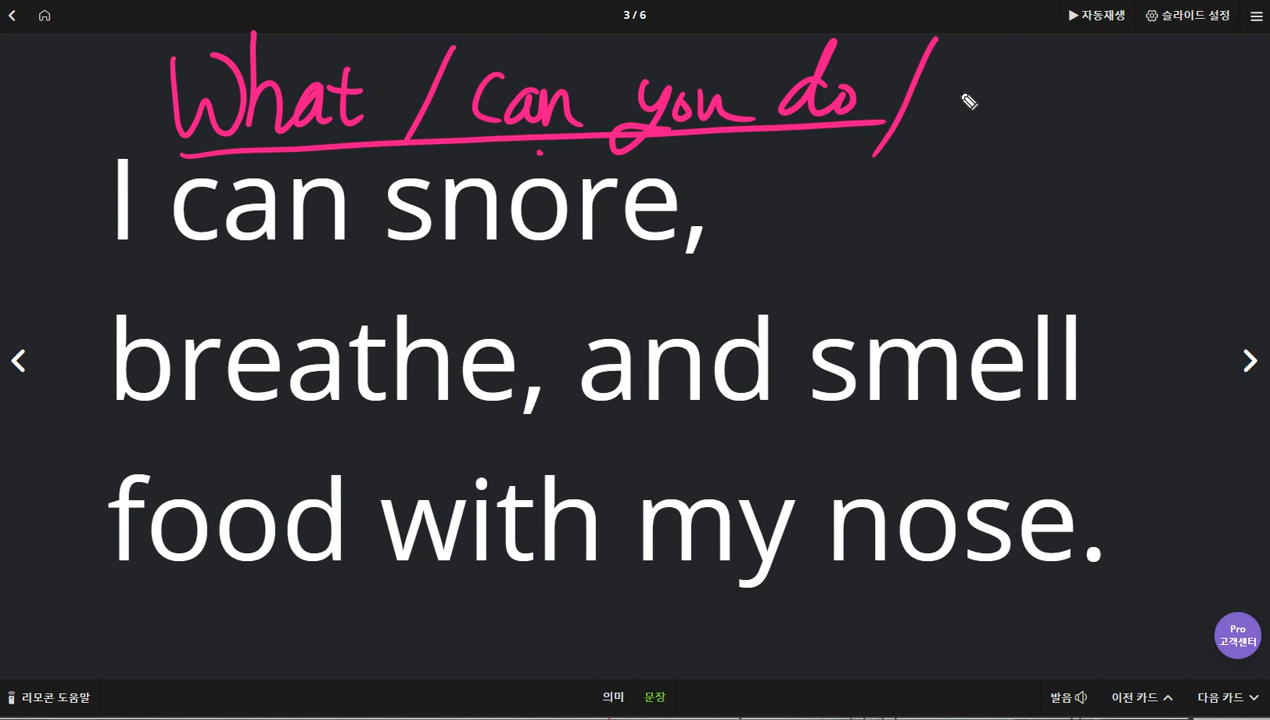 3 / 6
▶ 자동재생
슬라이드 설정
What / can you do /
I can snore,
breathe, and smell
food with my nose.
Pro
고객센터
리모콘 도움말
의미
문장
발음
이전 카드
다음 카드